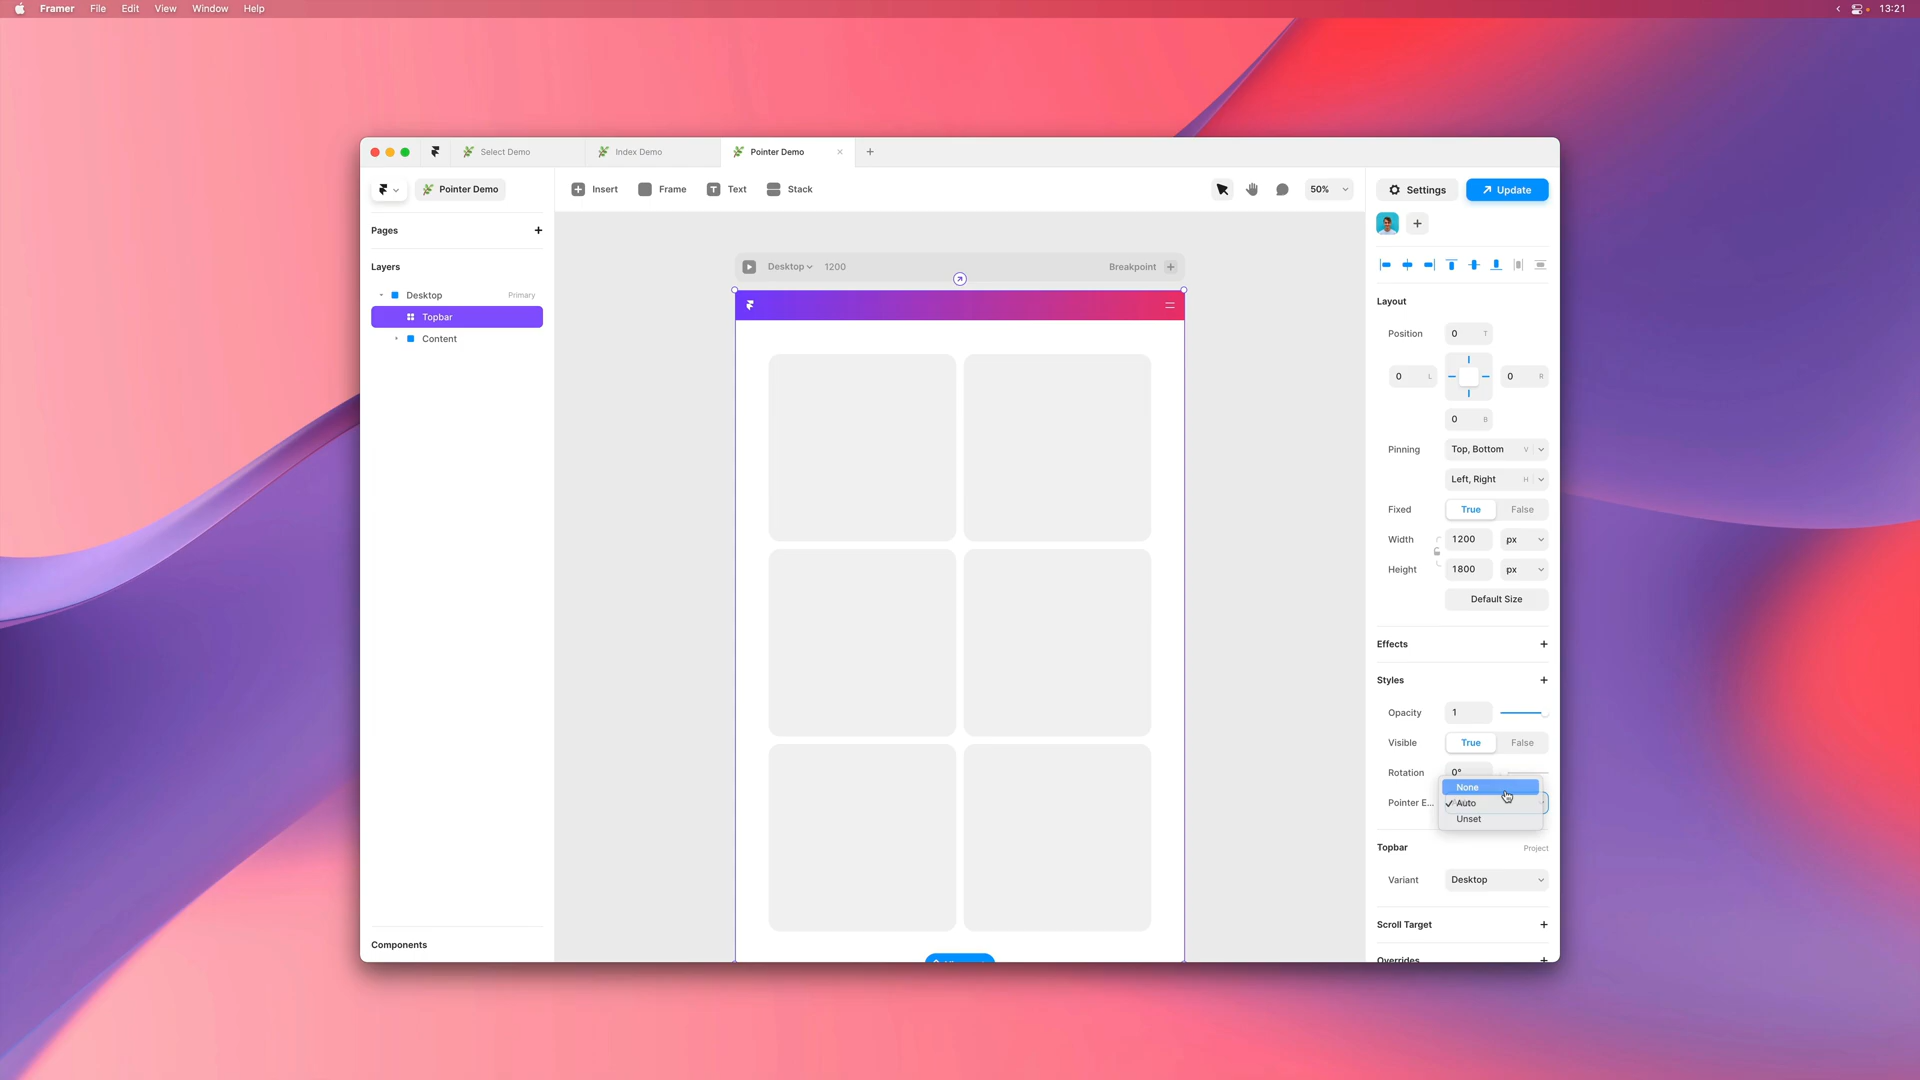 Framer File Edit View Window Help
13:21
Select Demo
Index Demo
Pointer Demo
Pointer Demo
Insert
Frame
Text
Stack
50%
Settings
Update
Pages
Layers
Desktop Primary
Topbar
Content
Components
Desktop 1200
Breakpoint
Layout
Position 0 T
0 L
0 R
0 B
Pinning Top, Bottom V
Left, Right H
Fixed True False
Width 1200 px
Height 1800 px
Default Size
Effects
Styles
Opacity 1
Visible True False
Rotation 0°
None
Pointer E... Auto
Unset
Topbar Project
Variant Desktop
Scroll Target
Overrides